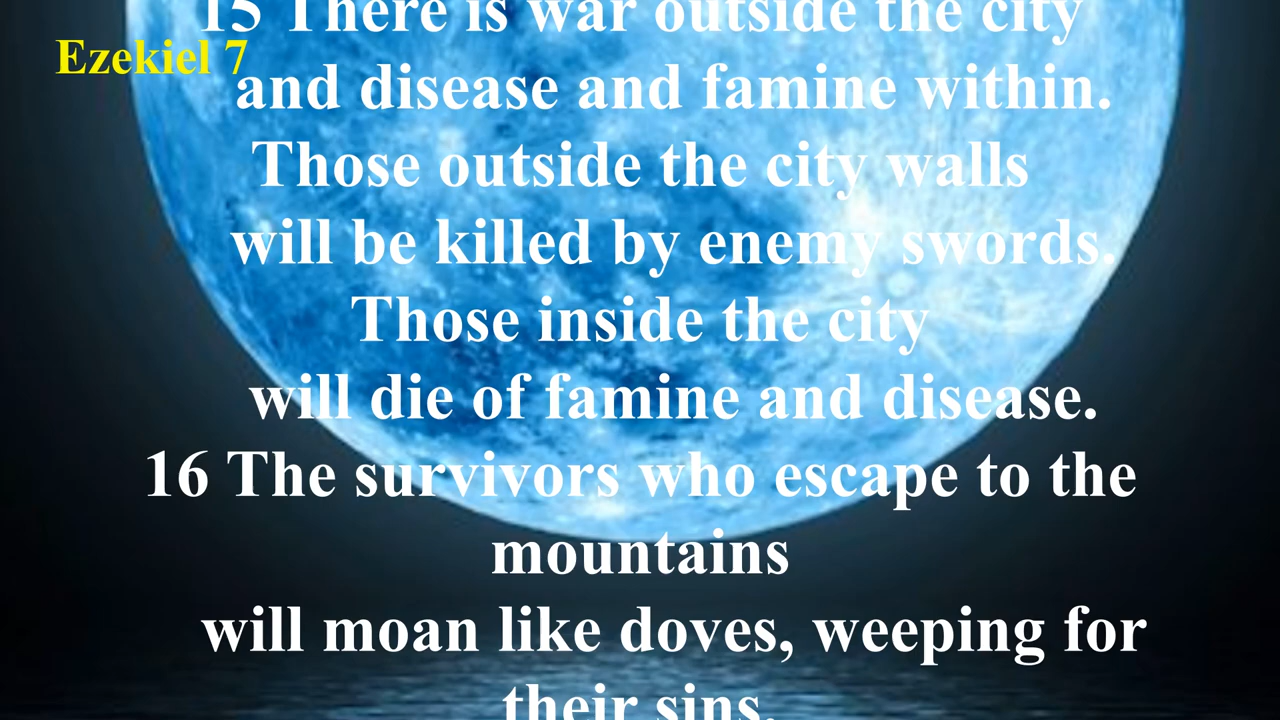 15 There is war outside the city
Ezekiel 7
and disease and famine within.
Those outside the city walls
will be killed by enemy swords.
Those inside the city
will die of famine and disease.
16 The survivors who escape to the
mountains
will moan like doves, weeping for
their sins.